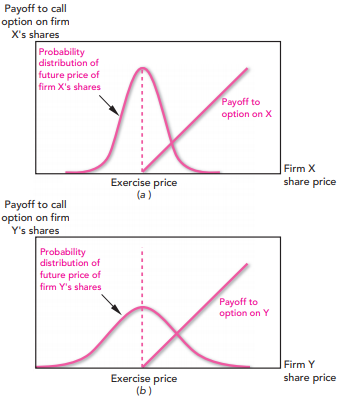 Payoff to call
option on firm
X's shares
Probability
distribution of
future price of
firm X's shares
Payoff to
option on X
Exercise price
(a)
Firm X
share price
Payoff to call
option on firm
Y's shares
Probability
distribution of
future price of
firm Y's shares
Payoff to
option on Y
Exercise price
(b)
Firm Y
share price